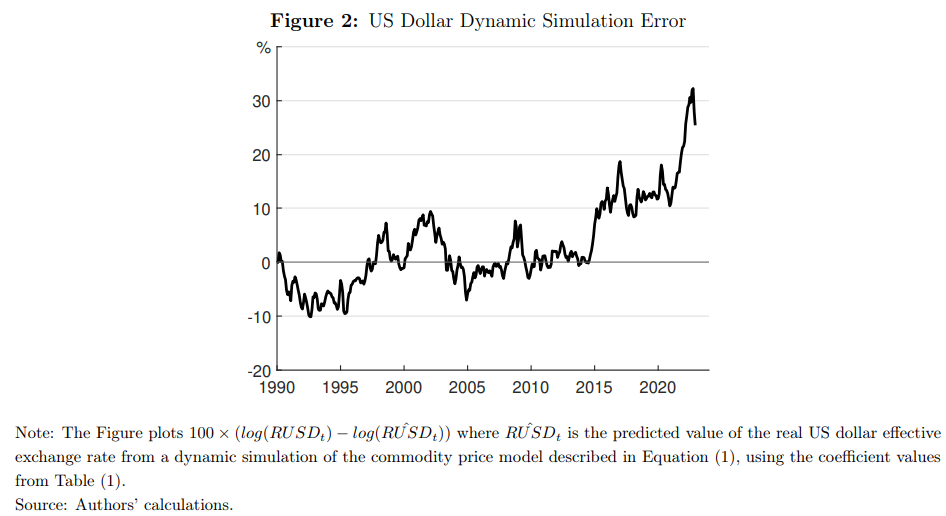 Figure 2: US Dollar Dynamic Simulation Error
%
30
20
10
0
-10
-20
1990 1995 2000 2005 2010 2015 2020
Note: The Figure plots 100 × (log(RUSD_t) − log(RUŜD_t)) where RUŜD_t is the predicted value of the real US dollar effective
exchange rate from a dynamic simulation of the commodity price model described in Equation (1), using the coefficient values
from Table (1).
Source: Authors' calculations.